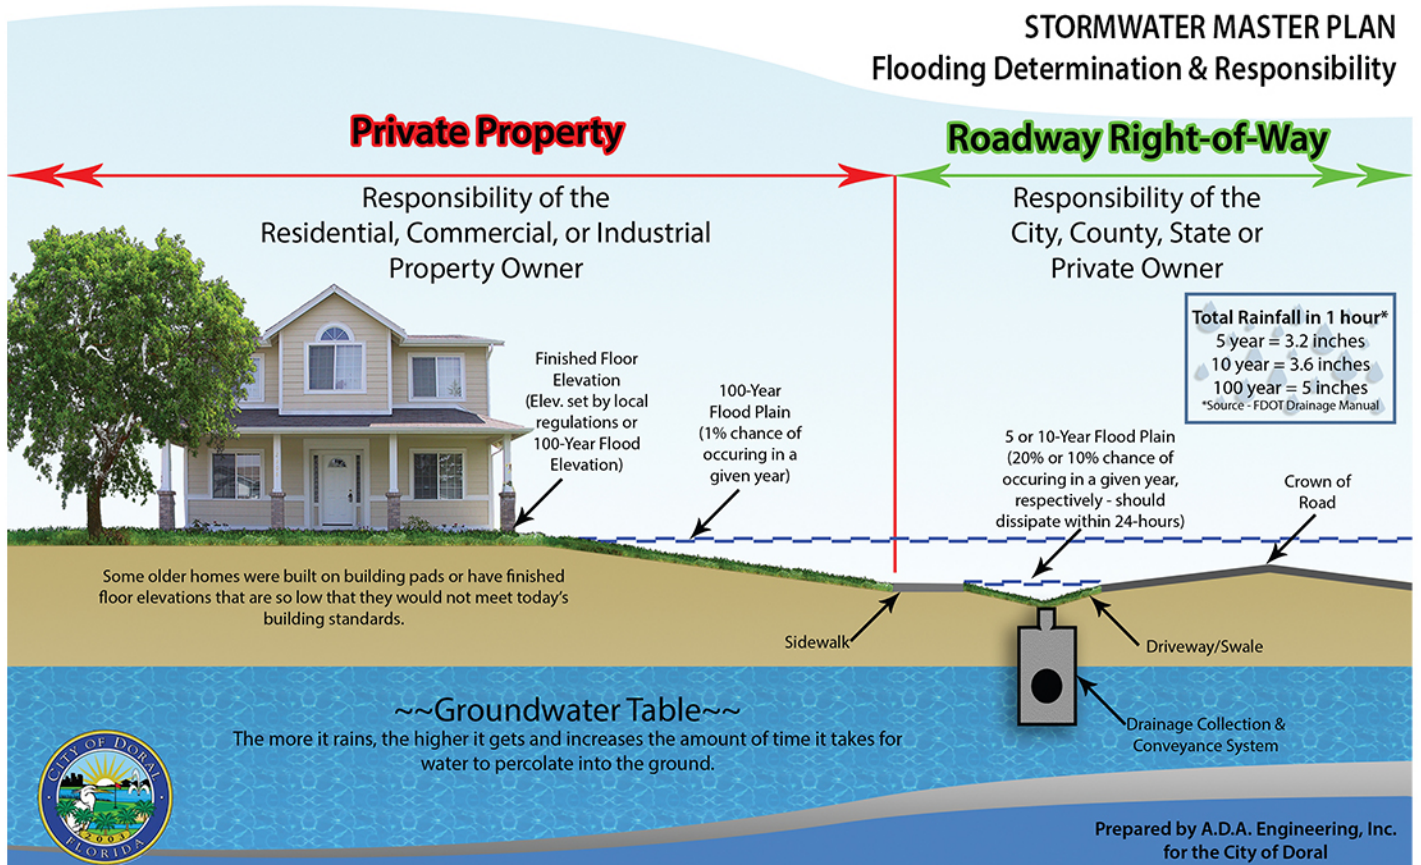 STORMWATER MASTER PLAN
Flooding Determination & Responsibility
Private Property
Roadway Right-of-Way
Responsibility of the
Residential, Commercial, or Industrial
Property Owner
Responsibility of the
City, County, State or
Private Owner
Total Rainfall in 1 hour*
5 year = 3.2 inches
10 year = 3.6 inches
100 year = 5 inches
*Source - FDOT Drainage Manual
Finished Floor
Elevation
(Elev. set by local
regulations or
100-Year Flood
Elevation)
100-Year
Flood Plain
(1% chance of
occuring in a
given year)
5 or 10-Year Flood Plain
(20% or 10% chance of
occuring in a given year,
respectively - should
dissipate within 24-hours)
Crown of
Road
Some older homes were built on building pads or have finished
floor elevations that are so low that they would not meet today's
building standards.
Sidewalk
Driveway/Swale
Drainage Collection &
Conveyance System
~~Groundwater Table~~
The more it rains, the higher it gets and increases the amount of time it takes for
water to percolate into the ground.
CITY OF DORAL
2003
FLORIDA
Prepared by A.D.A. Engineering, Inc.
for the City of Doral